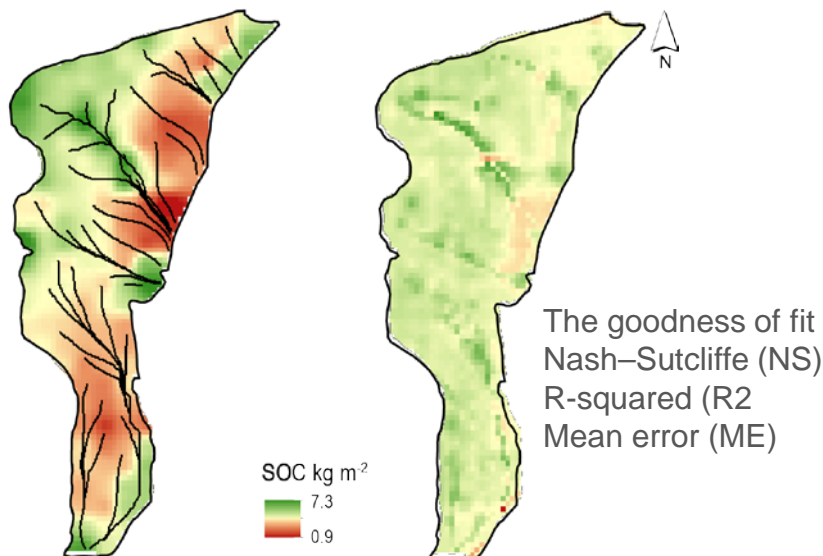 N
The goodness of fit
Nash–Sutcliffe (NS)
R-squared (R2
Mean error (ME)
SOC kg m-2
7.3
0.9